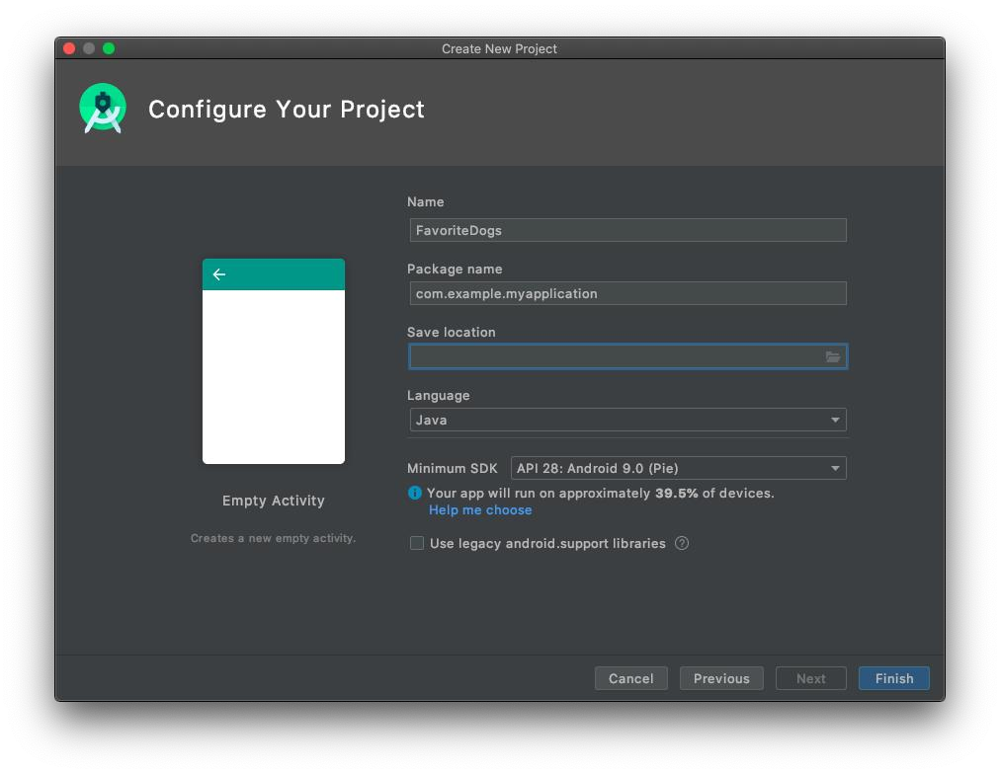 Create New Project
Configure Your Project
Name
FavoriteDogs
Package name
com.example.myapplication
Save location
Language
Java
Minimum SDK API 28: Android 9.0 (Pie)
Your app will run on approximately 39.5% of devices.
Help me choose
Use legacy android.support libraries ?
Empty Activity
Creates a new empty activity.
Cancel Previous Next Finish